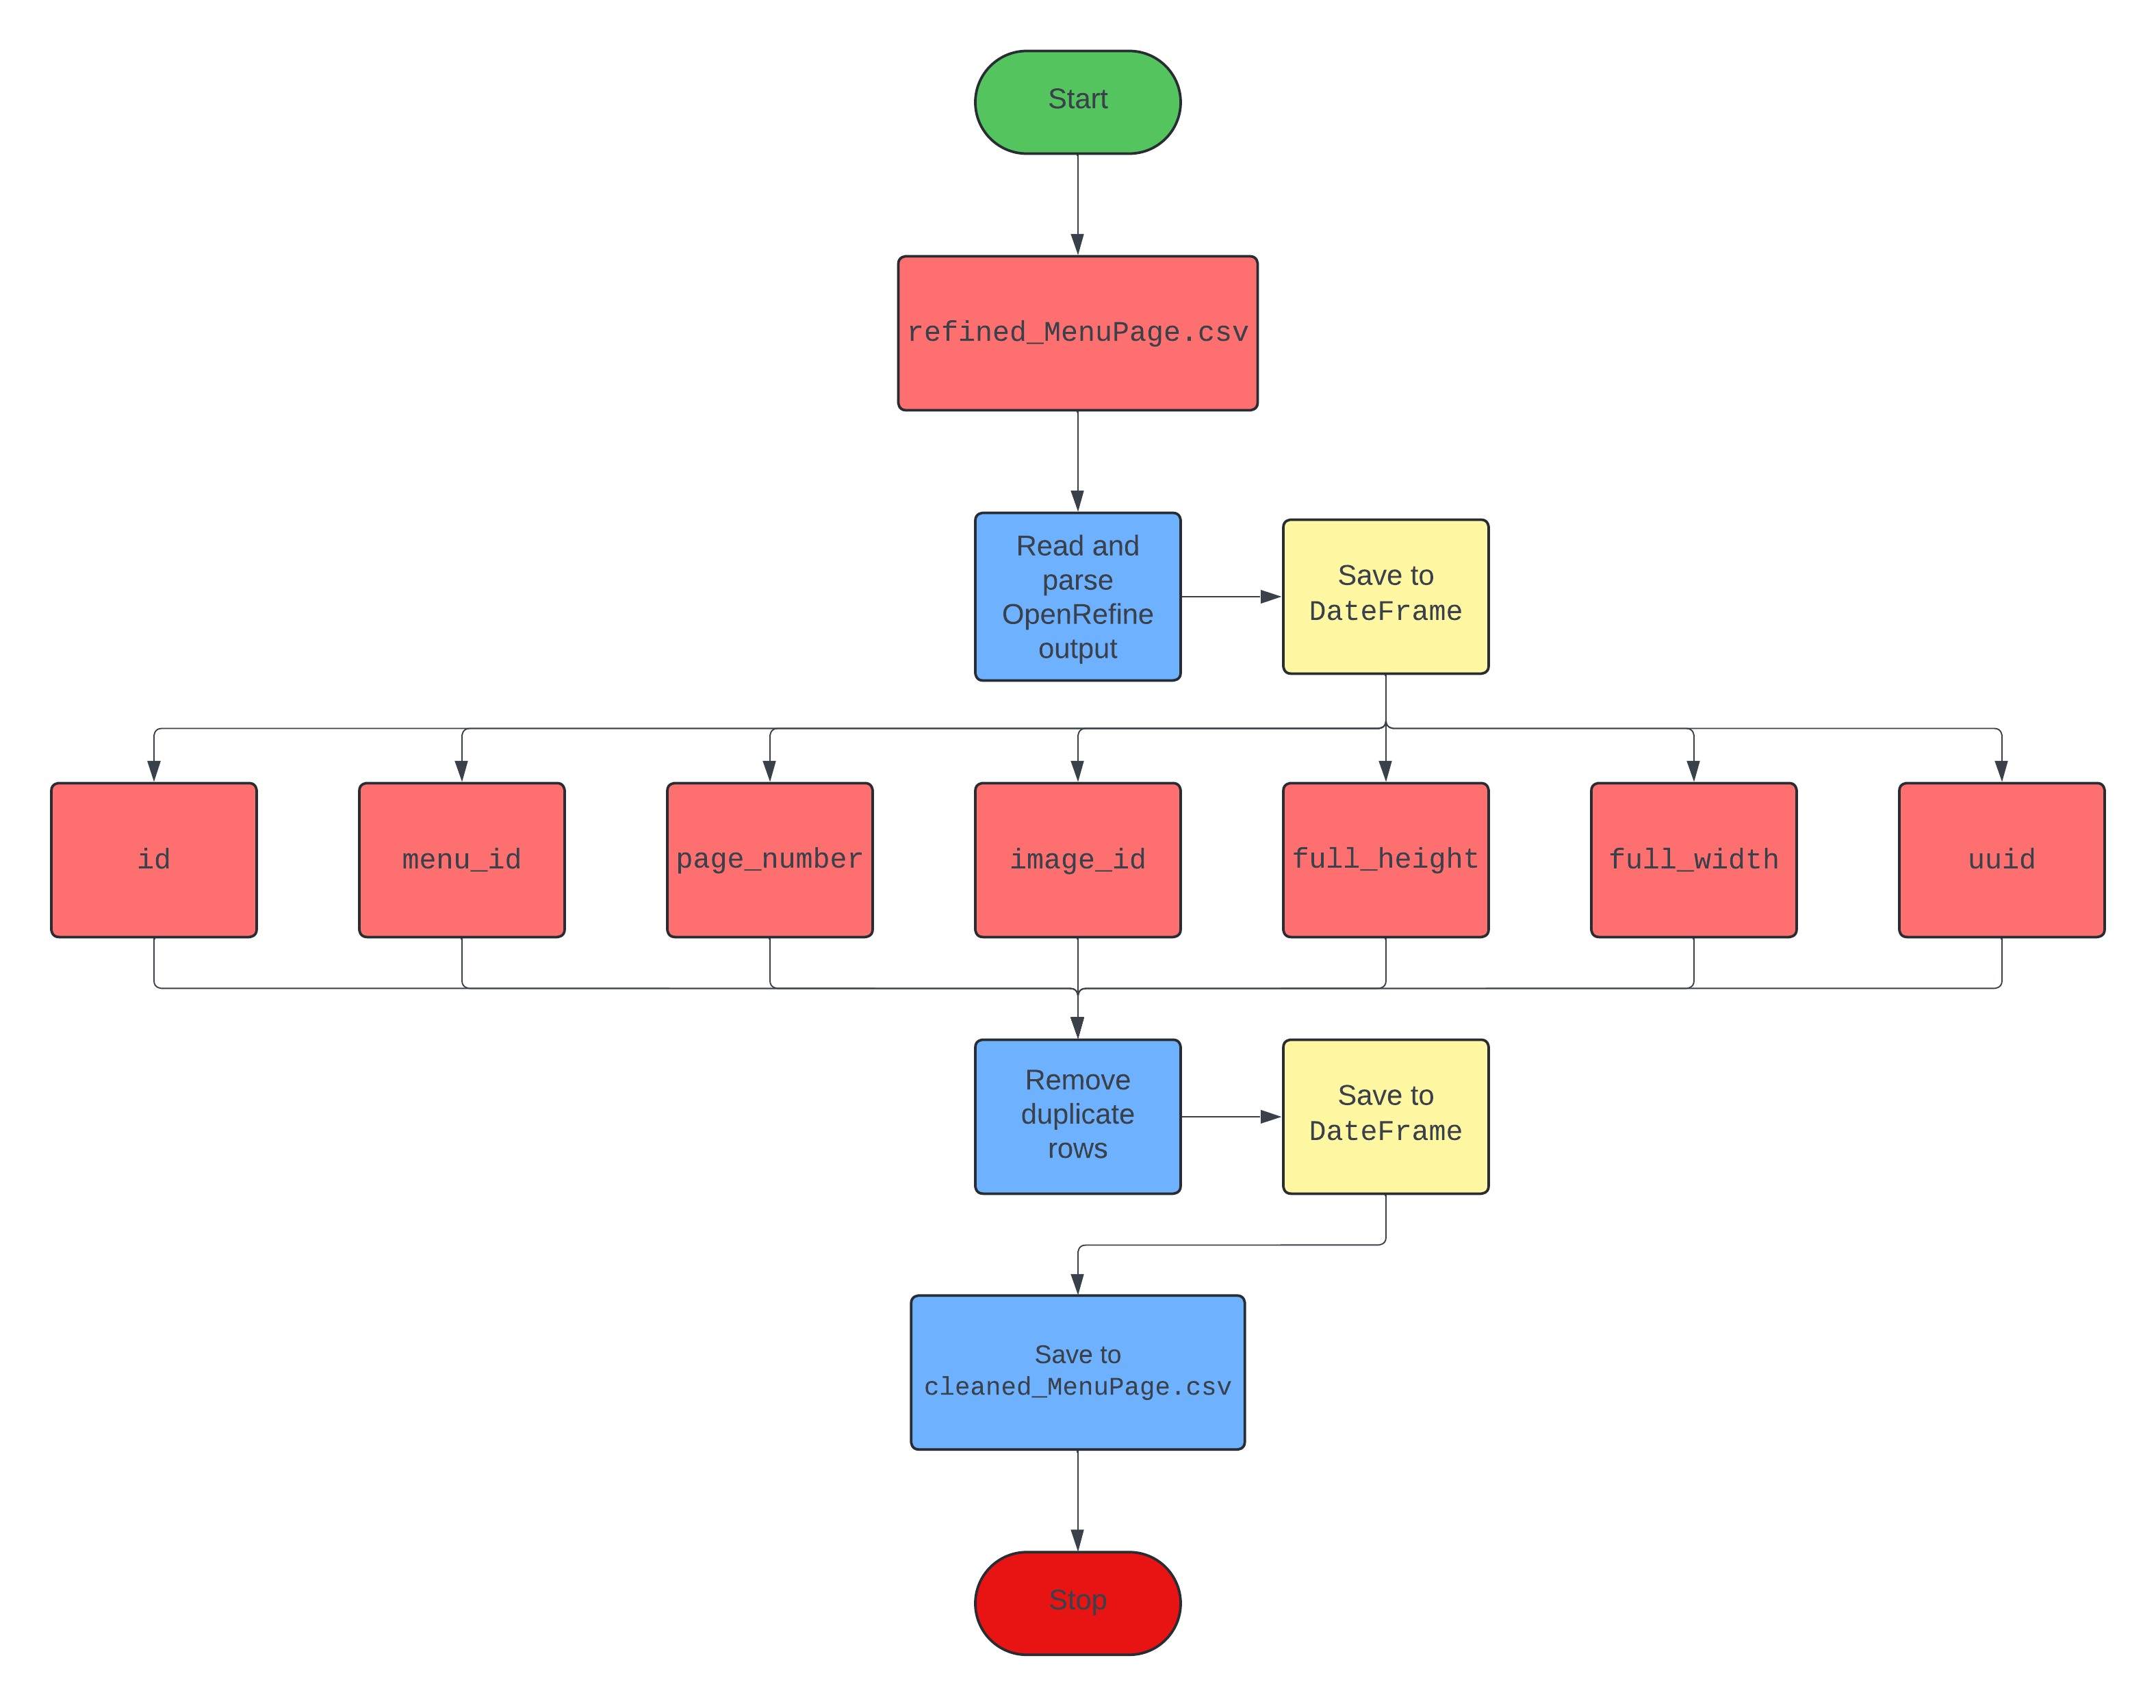 Start
refined_MenuPage.csv
Read and
parse
OpenRefine
output
Save to
DateFrame
id
menu_id
page_number
image_id
full_height
full_width
uuid
Remove
duplicate
rows
Save to
DateFrame
Save to
cleaned_MenuPage.csv
Stop